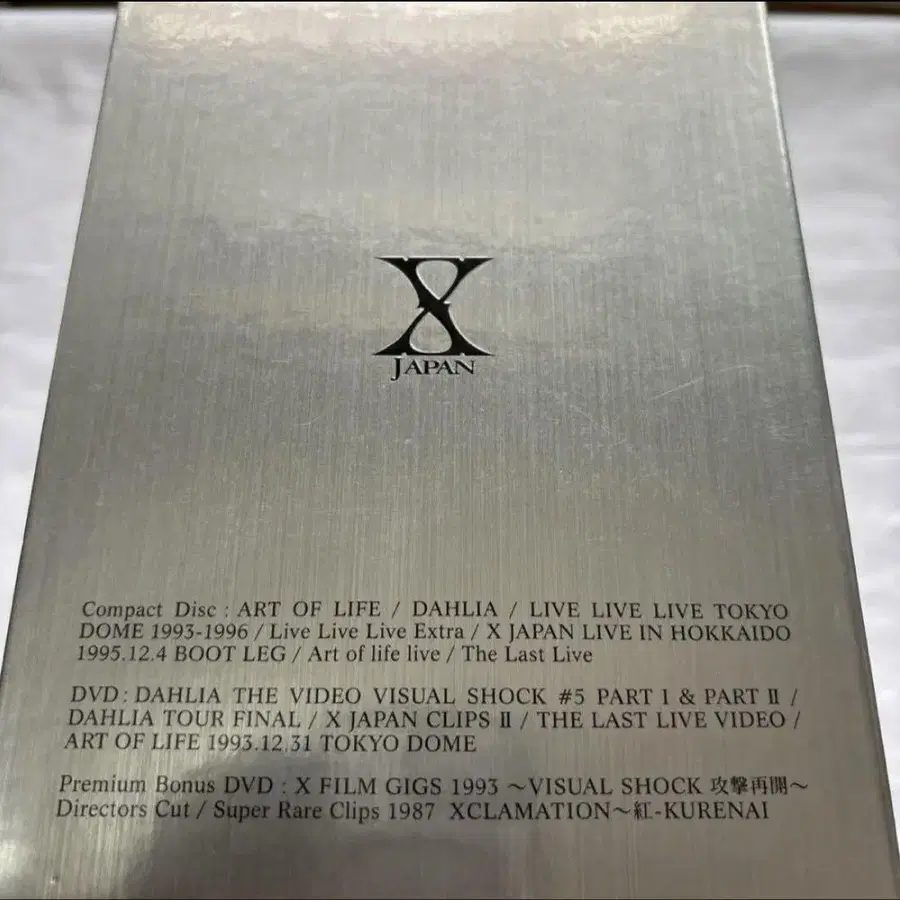 X
JAPAN
Compact Disc : ART OF LIFE / DAHLIA / LIVE LIVE LIVE TOKYO
DOME 1993-1996 / Live Live Live Extra / X JAPAN LIVE IN HOKKAIDO
1995.12.4 BOOT LEG / Art of life live / The Last Live
DVD : DAHLIA THE VIDEO VISUAL SHOCK #5 PART I & PART II /
DAHLIA TOUR FINAL / X JAPAN CLIPS II / THE LAST LIVE VIDEO /
ART OF LIFE 1993.12.31 TOKYO DOME
Premium Bonus DVD : X FILM GIGS 1993 〜VISUAL SHOCK 攻撃再開〜
Directors Cut / Super Rare Clips 1987 XCLAMATION〜紅-KURENAI